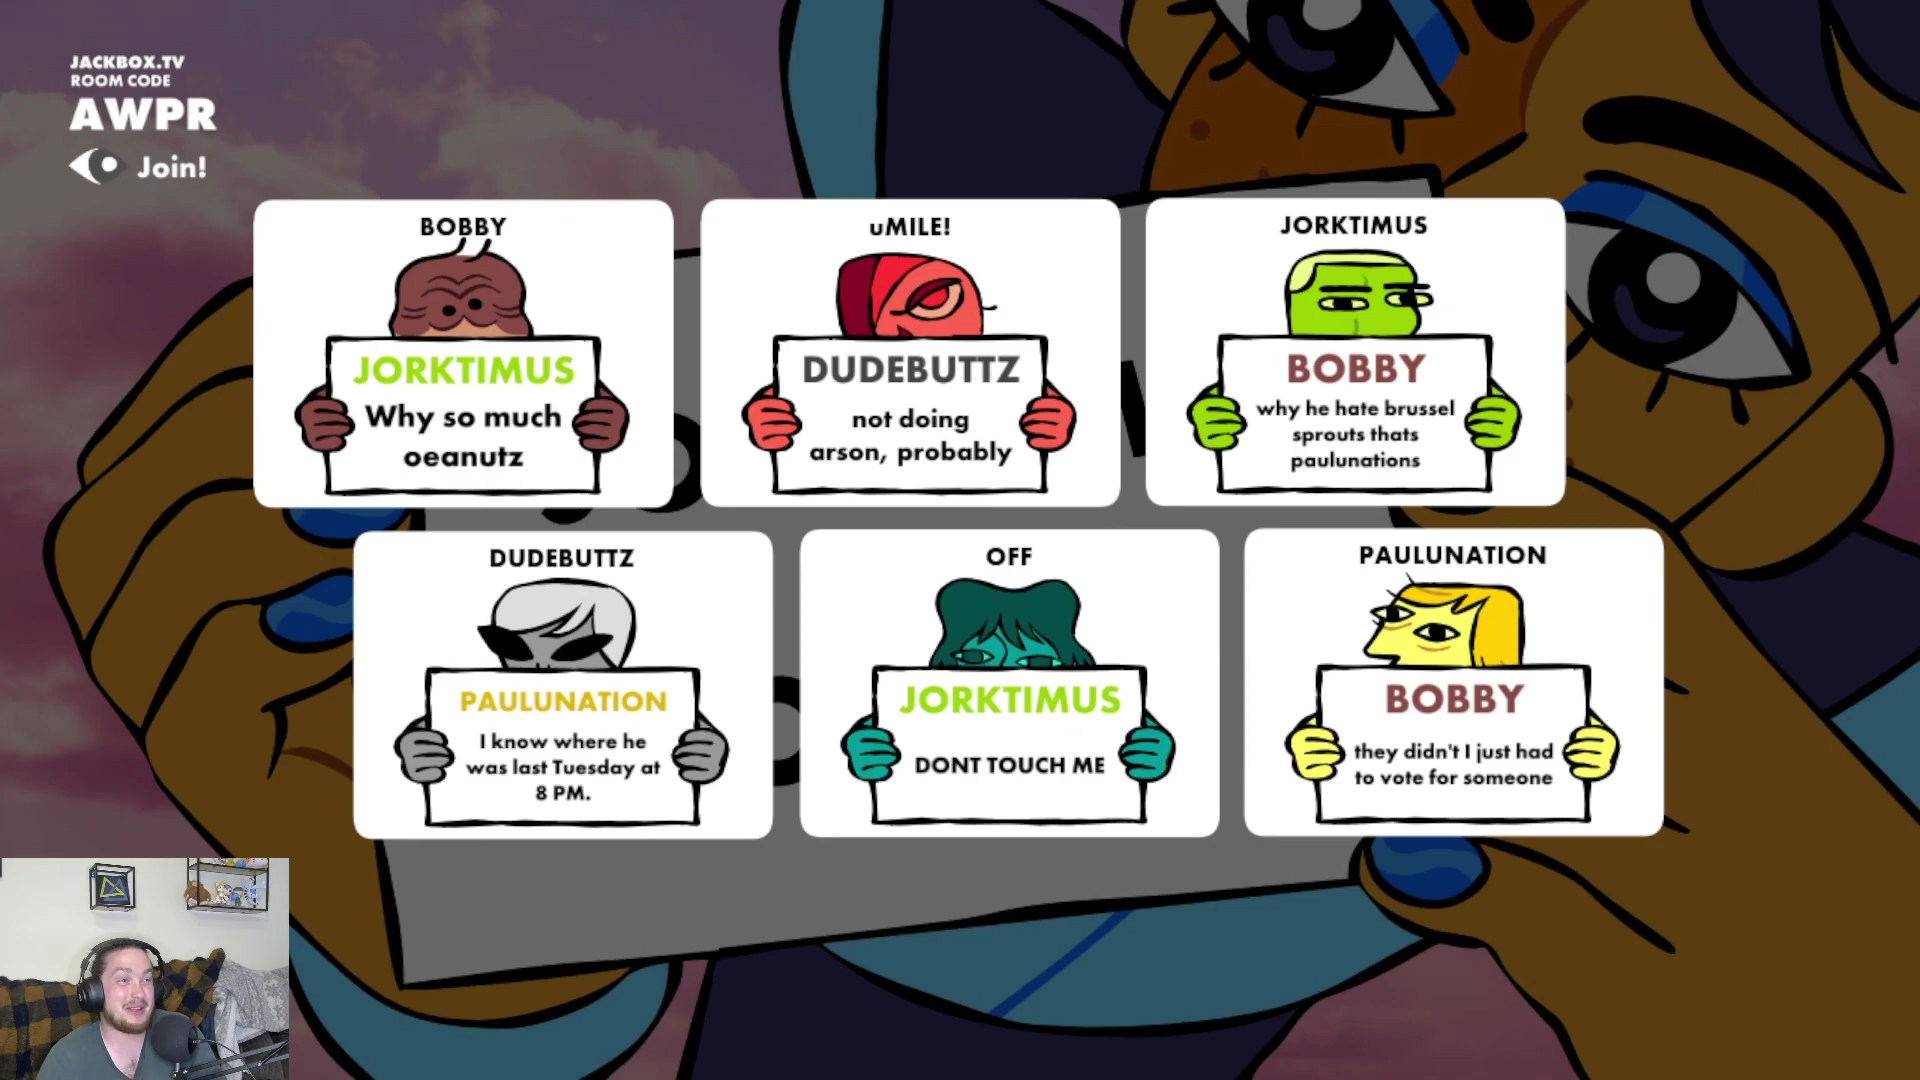 JACKBOX.TV
ROOM CODE
AWPR
Join!
BOBBY
JORKTIMUS
Why so much
oeanutz
uMILE!
DUDEBUTTZ
not doing
arson, probably
JORKTIMUS
BOBBY
why he hate brussel
sprouts thats
paulunations
DUDEBUTTZ
PAULUNATION
I know where he
was last Tuesday at
8 PM.
OFF
JORKTIMUS
DONT TOUCH ME
PAULUNATION
BOBBY
they didn't I just had
to vote for someone